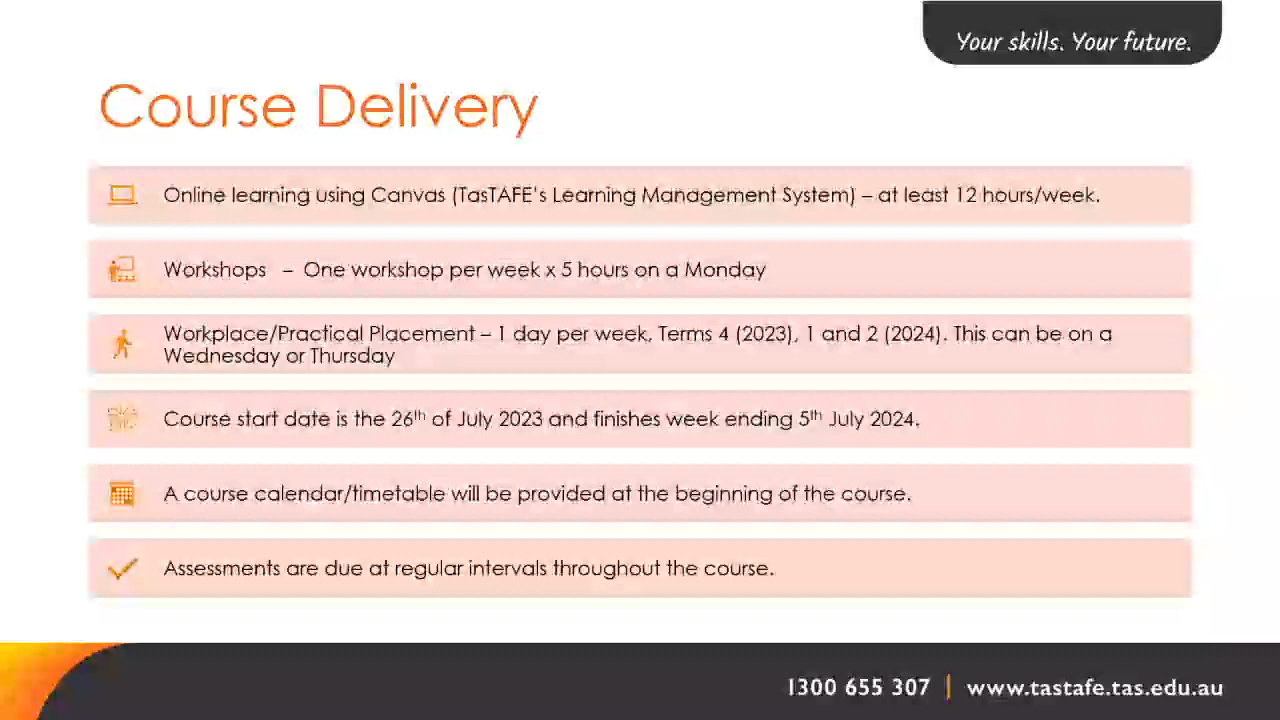 Your skills. Your future.
Course Delivery
Online learning using Canvas (TasTAFE's Learning Management System) – at least 12 hours/week.
Workshops – One workshop per week x 5 hours on a Monday
Workplace/Practical Placement – 1 day per week, Terms 4 (2023), 1 and 2 (2024). This can be on a
Wednesday or Thursday
Course start date is the 26th of July 2023 and finishes week ending 5th July 2024.
A course calendar/timetable will be provided at the beginning of the course.
Assessments are due at regular intervals throughout the course.
1300 655 307 | www.tastafe.tas.edu.au